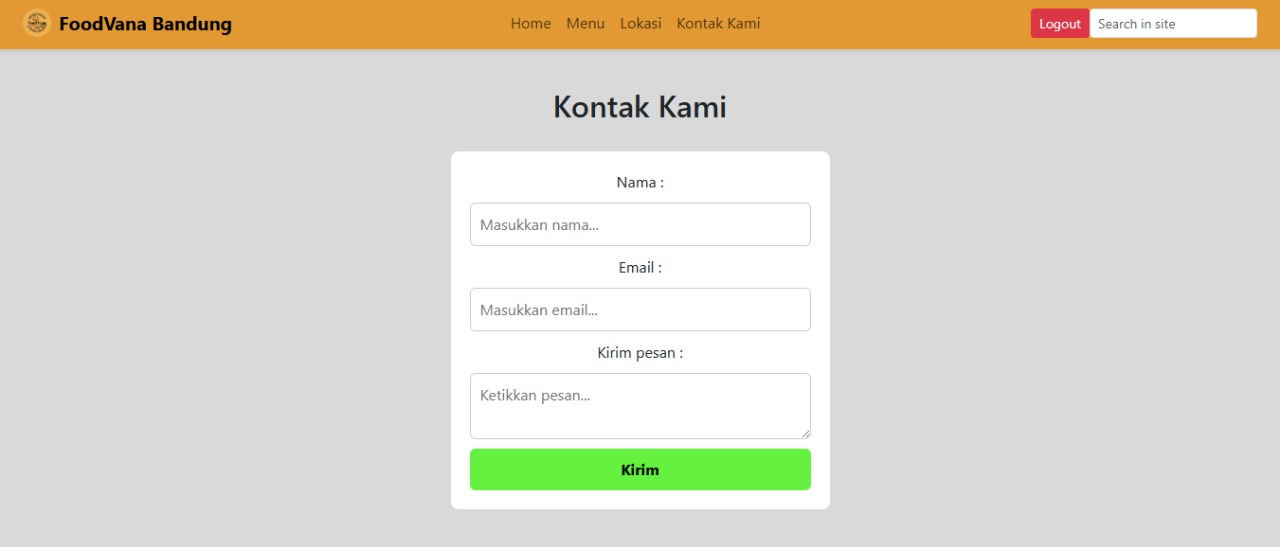 FoodVana Bandung
Home Menu Lokasi Kontak Kami
Logout
Search in site
Kontak Kami
Nama :
Masukkan nama...
Email :
Masukkan email...
Kirim pesan :
Ketikkan pesan...
Kirim